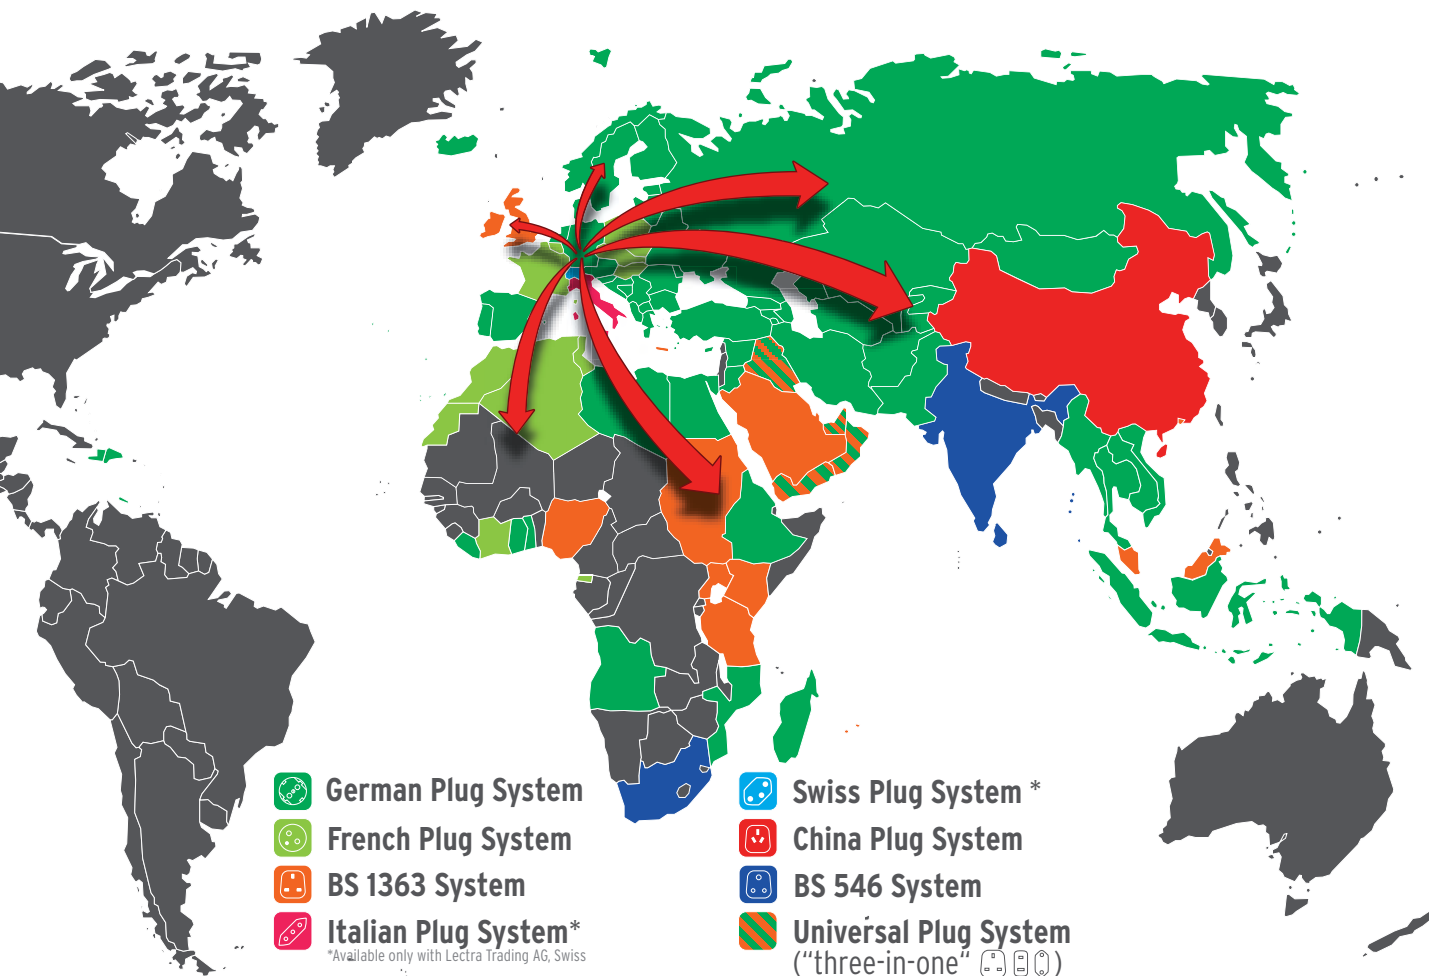 German Plug System
French Plug System
BS 1363 System
Italian Plug System*
*Available only with Lectra Trading AG, Swiss
Swiss Plug System *
China Plug System
BS 546 System
Universal Plug System
(“three-in-one“ )